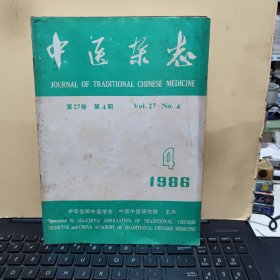 中医杂志
JOURNAL OF TRADITIONAL CHINESE MEDICINE
第27卷 第4期 Vol.27 No.4
4
1986
中华全国中医学会 中国中医研究院 主办
Sponsored by ALL-CHINA ASSOCIATION OF TRADITIONAL CHINESE
MEDICINE and CHINA ACADEMY OF TRADITIONAL CHINESE MEDICINE